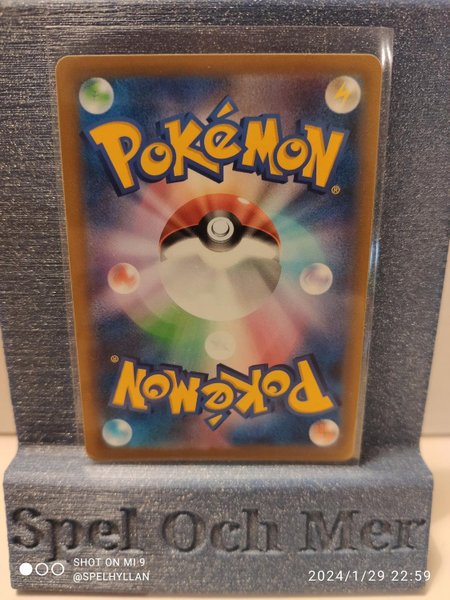 POKéMON®
POKéMON®
Spel Och Mer
SHOT ON MI 9
@SPELHYLLAN
2024/1/29 22:59